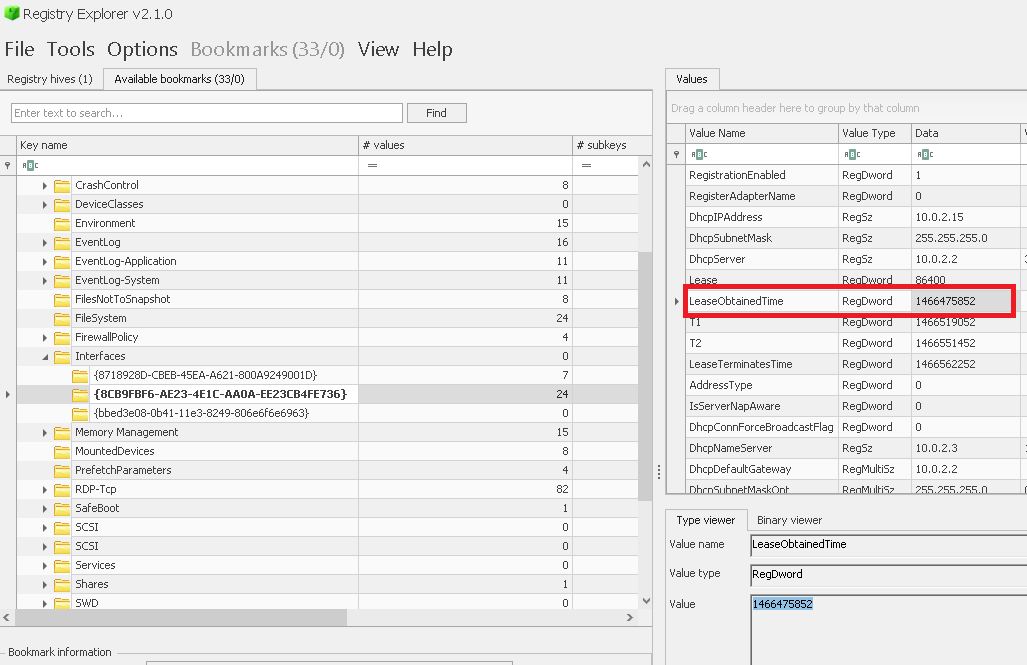 Registry Explorer v2.1.0
File Tools Options Bookmarks (33/0) View Help
Registry hives (1) Available bookmarks (33/0)
Enter text to search... Find
Key name # values # subkeys
ABC = =
CrashControl 8
DeviceClasses 0
Environment 15
EventLog 16
EventLog-Application 11
EventLog-System 11
FilesNotToSnapshot 8
FileSystem 24
FirewallPolicy 4
Interfaces 0
{8718928D-CBEB-45EA-A621-800A9249001D} 7
{8CB9FBF6-AE23-4E1C-AA0A-EE23CB4FE736} 24
{bbed3e08-0b41-11e3-8249-806e6f6e6963} 0
Memory Management 15
MountedDevices 8
PrefetchParameters 4
RDP-Tcp 82
SafeBoot 1
SCSI 0
SCSI 0
Services 0
Shares 1
SWD 0
Bookmark information
Values
Drag a column header here to group by that column
Value Name Value Type Data
ABC ABC ABC
RegistrationEnabled RegDword 1
RegisterAdapterName RegDword 0
DhcpIPAddress RegSz 10.0.2.15
DhcpSubnetMask RegSz 255.255.255.0
DhcpServer RegSz 10.0.2.2
Lease RegDword 86400
LeaseObtainedTime RegDword 1466475852
T1 RegDword 1466519052
T2 RegDword 1466551452
LeaseTerminatesTime RegDword 1466562252
AddressType RegDword 0
IsServerNapAware RegDword 0
DhcpConnForceBroadcastFlag RegDword 0
DhcpNameServer RegSz 10.0.2.3
DhcpDefaultGateway RegMultiSz 10.0.2.2
DhcpSubnetMaskOpt RegMultiSz 255.255.255.0
Type viewer Binary viewer
Value name LeaseObtainedTime
Value type RegDword
Value 1466475852